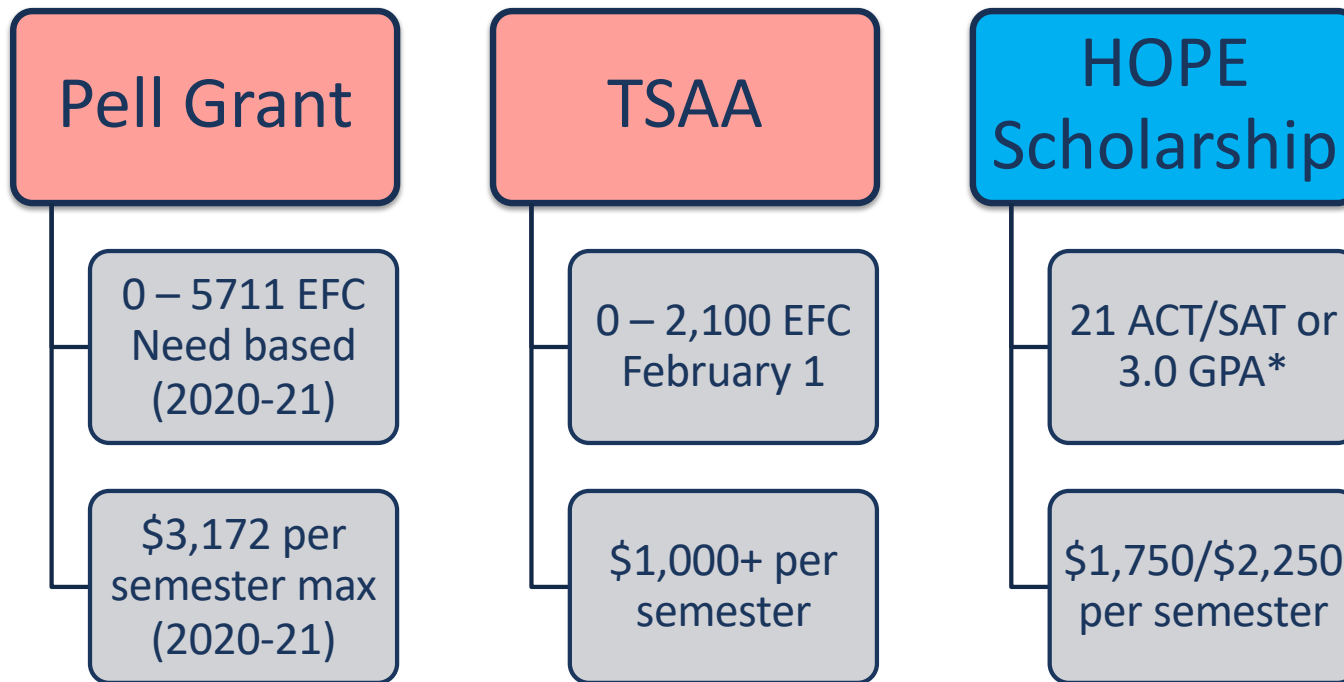 Pell Grant
0 – 5711 EFC
Need based
(2020-21)
$3,172 per
semester max
(2020-21)
TSAA
0 – 2,100 EFC
February 1
$1,000+ per
semester
HOPE
Scholarship
21 ACT/SAT or
3.0 GPA*
$1,750/$2,250
per semester